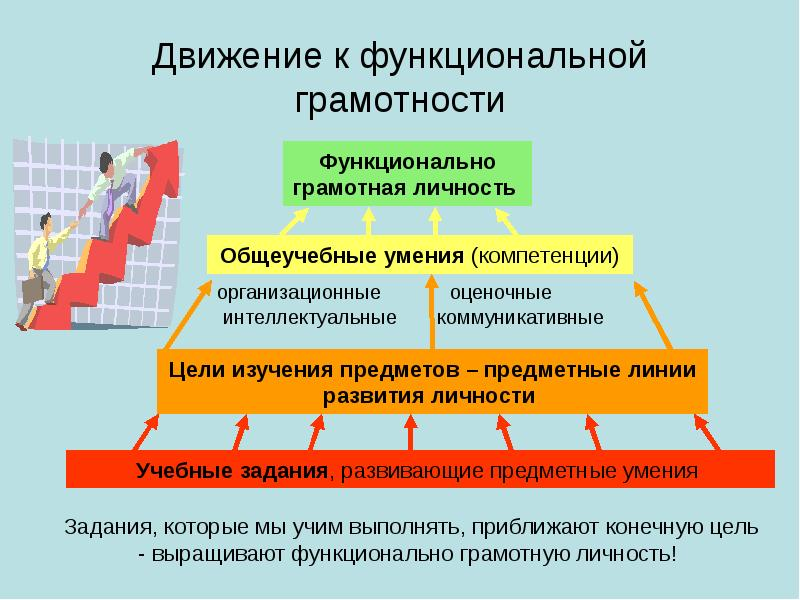 Движение к функциональной
грамотности
Функционально
грамотная личность
Общеучебные умения (компетенции)
организационные оценочные
интеллектуальные коммуникативные
Цели изучения предметов – предметные линии
развития личности
Учебные задания, развивающие предметные умения
Задания, которые мы учим выполнять, приближают конечную цель
- выращивают функционально грамотную личность!